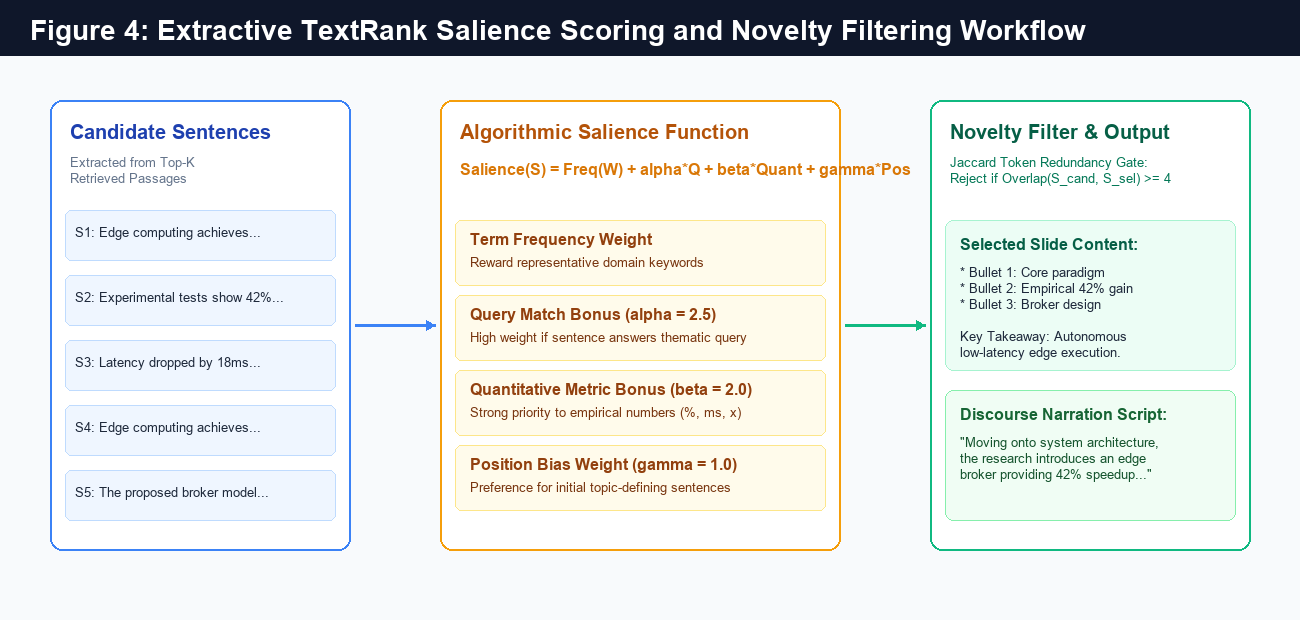 Figure 4: Extractive TextRank Salience Scoring and Novelty Filtering Workflow
Candidate Sentences
Extracted from Top-K
Retrieved Passages
S1: Edge computing achieves...
S2: Experimental tests show 42%...
S3: Latency dropped by 18ms...
S4: Edge computing achieves...
S5: The proposed broker model...
Algorithmic Salience Function
Salience(S) = Freq(W) + alpha*Q + beta*Quant + gamma*Pos
Term Frequency Weight
Reward representative domain keywords
Query Match Bonus (alpha = 2.5)
High weight if sentence answers thematic query
Quantitative Metric Bonus (beta = 2.0)
Strong priority to empirical numbers (%, ms, x)
Position Bias Weight (gamma = 1.0)
Preference for initial topic-defining sentences
Novelty Filter & Output
Jaccard Token Redundancy Gate:
Reject if Overlap(S_cand, S_sel) >= 4
Selected Slide Content:
* Bullet 1: Core paradigm
* Bullet 2: Empirical 42% gain
* Bullet 3: Broker design
Key Takeaway: Autonomous
low-latency edge execution.
Discourse Narration Script:
"Moving onto system architecture,
the research introduces an edge
broker providing 42% speedup..."